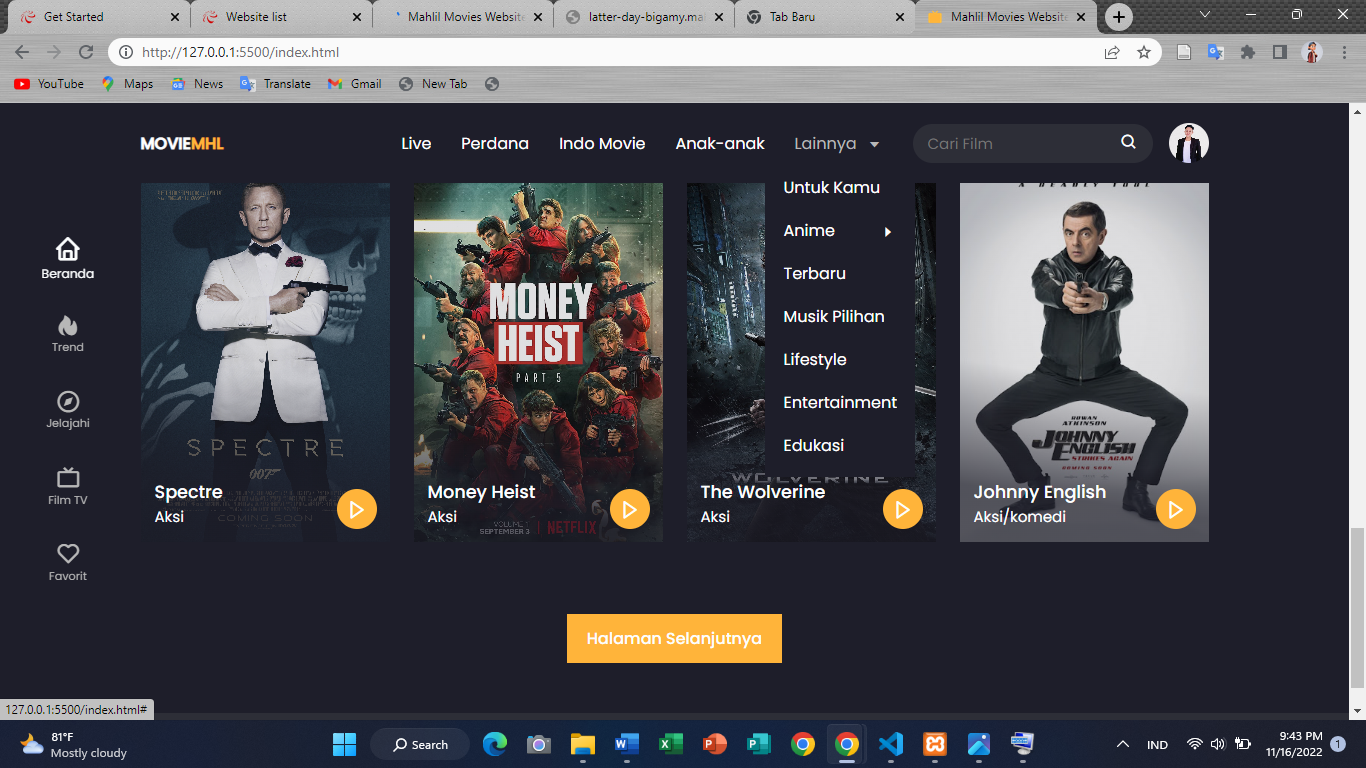 Get Started
Website list
Mahlil Movies Website
latter-day-bigamy.mal
Tab Baru
Mahlil Movies Website
http://127.0.0.1:5500/index.html
YouTube
Maps
News
Translate
Gmail
New Tab
MOVIEMHL
Live
Perdana
Indo Movie
Anak-anak
Lainnya
Cari Film
Untuk Kamu
Anime
Terbaru
Musik Pilihan
Lifestyle
Entertainment
Edukasi
Beranda
Trend
Jelajahi
Film TV
Favorit
SPECTRE
007
COMING SOON
Spectre
Aksi
MONEY
HEIST
PART 5
VOLUME 1
SEPTEMBER 3
NETFLIX
Money Heist
Aksi
WOLVERINE
The Wolverine
Aksi
ROWAN
ATKINSON
JOHNNY
ENGLISH
STRIKES AGAIN
COMING SOON
Johnny English
Aksi/komedi
Halaman Selanjutnya
127.0.0.1:5500/index.html#
81°F
Mostly cloudy
Search
IND
9:43 PM
11/16/2022
1